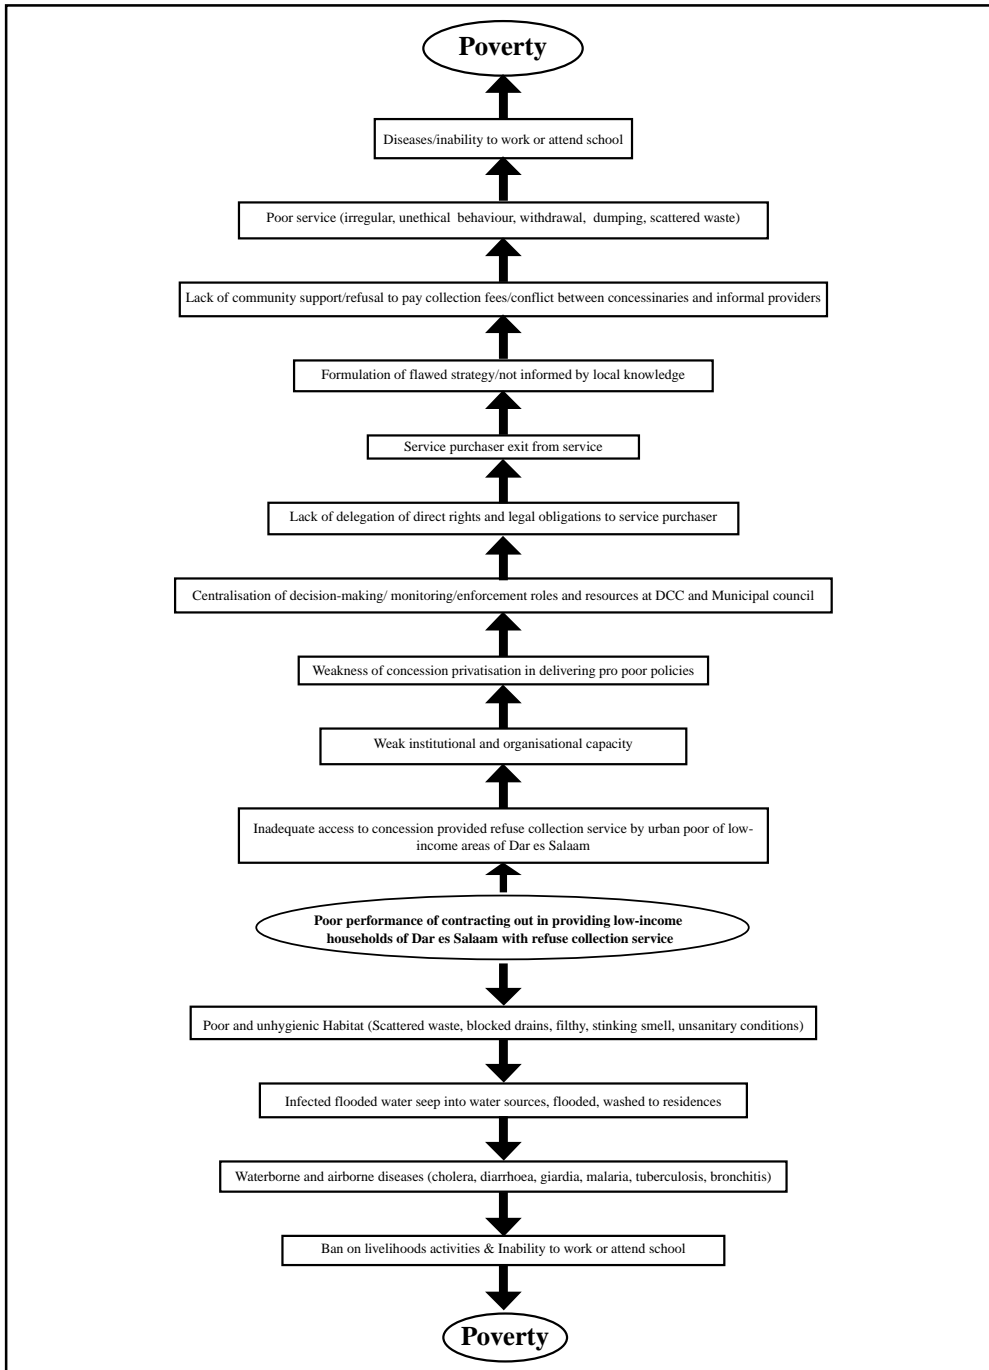 Poverty
Diseases/inability to work or attend school
Poor service (irregular, unethical behaviour, withdrawal, dumping, scattered waste)
Lack of community support/refusal to pay collection fees/conflict between concessinaries and informal providers
Formulation of flawed strategy/not informed by local knowledge
Service purchaser exit from service
Lack of delegation of direct rights and legal obligations to service purchaser
Centralisation of decision-making/ monitoring/enforcement roles and resources at DCC and Municipal council
Weakness of concession privatisation in delivering pro poor policies
Weak institutional and organisational capacity
Inadequate access to concession provided refuse collection service by urban poor of low-
income areas of Dar es Salaam
Poor performance of contracting out in providing low-income
households of Dar es Salaam with refuse collection service
Poor and unhygienic Habitat (Scattered waste, blocked drains, filthy, stinking smell, unsanitary conditions)
Infected flooded water seep into water sources, flooded, washed to residences
Waterborne and airborne diseases (cholera, diarrhoea, giardia, malaria, tuberculosis, bronchitis)
Ban on livelihoods activities & Inability to work or attend school
Poverty